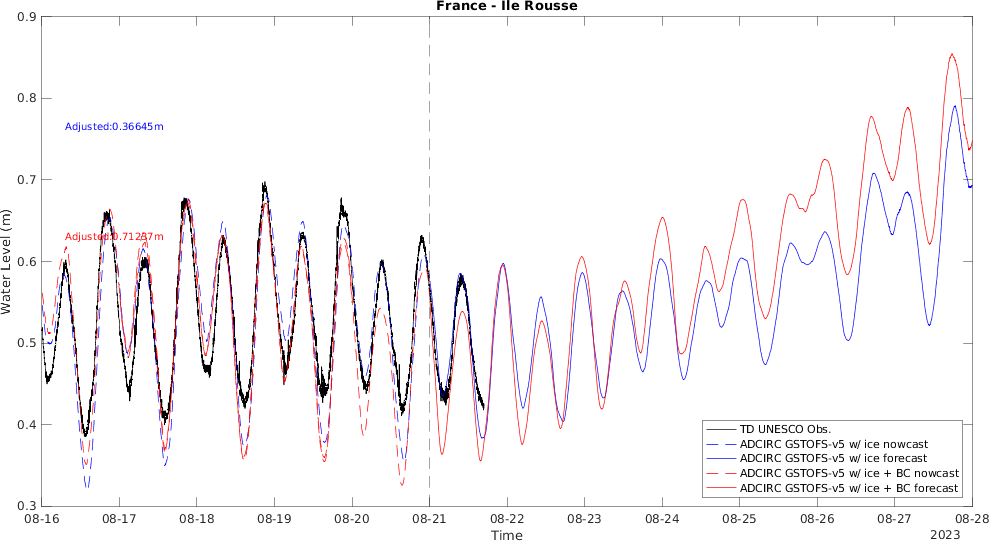 France - Ile Rousse
0.9
0.8
0.7
0.6
0.5
0.4
0.3
Water Level (m)
Adjusted:0.36645m
Adjusted:0.71237m
TD UNESCO Obs.
ADCIRC GSTOFS-v5 w/ ice nowcast
ADCIRC GSTOFS-v5 w/ ice forecast
ADCIRC GSTOFS-v5 w/ ice + BC nowcast
ADCIRC GSTOFS-v5 w/ ice + BC forecast
08-16 08-17 08-18 08-19 08-20 08-21 08-22 08-23 08-24 08-25 08-26 08-27 08-28
Time
2023